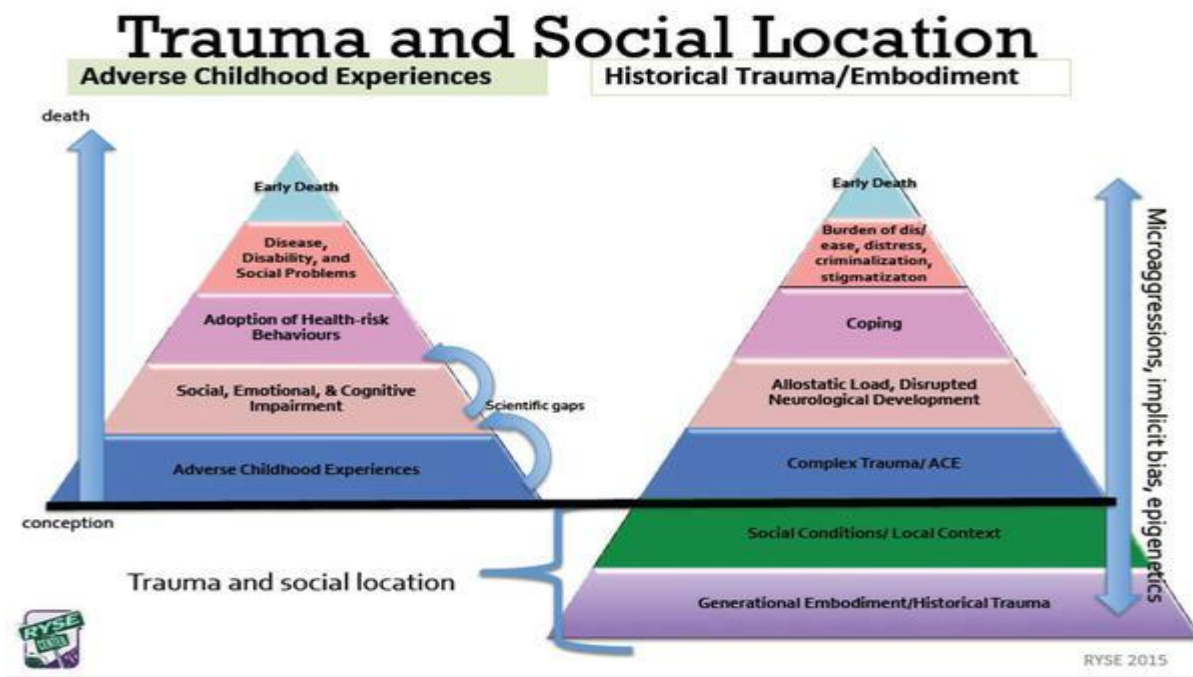 Trauma and Social Location
Adverse Childhood Experiences
Historical Trauma/Embodiment
death
Early Death
Disease,
Disability, and
Social Problems
Adoption of Health-risk
Behaviours
Social, Emotional, & Cognitive
Impairment
Scientific gaps
Adverse Childhood Experiences
conception
Early Death
Burden of dis/
ease, distress,
criminalization,
stigmatizaton
Coping
Allostatic Load, Disrupted
Neurological Development
Complex Trauma/ ACE
Social Conditions/ Local Context
Generational Embodiment/Historical Trauma
Microaggressions, implicit bias, epigenetics
Trauma and social location
RYSE
CENTER
RYSE 2015